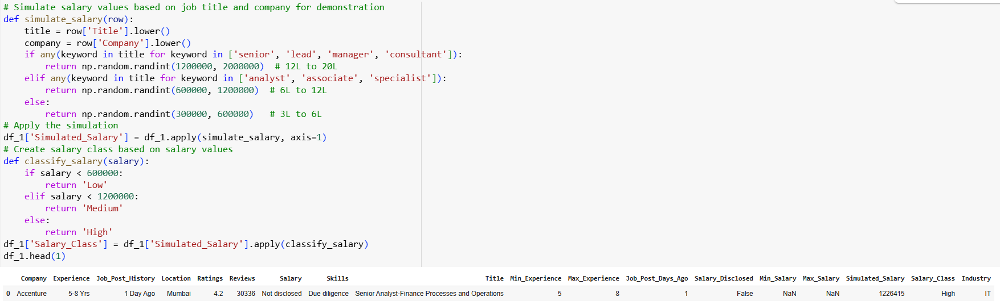 # Simulate salary values based on job title and company for demonstration
def simulate_salary(row):
    title = row['Title'].lower()
    company = row['Company'].lower()
    if any(keyword in title for keyword in ['senior', 'lead', 'manager', 'consultant']):
        return np.random.randint(1200000, 2000000)  # 12L to 20L
    elif any(keyword in title for keyword in ['analyst', 'associate', 'specialist']):
        return np.random.randint(600000, 1200000)  # 6L to 12L
    else:
        return np.random.randint(300000, 600000)   # 3L to 6L
# Apply the simulation
df_1['Simulated_Salary'] = df_1.apply(simulate_salary, axis=1)
# Create salary class based on salary values
def classify_salary(salary):
    if salary < 600000:
        return 'Low'
    elif salary < 1200000:
        return 'Medium'
    else:
        return 'High'
df_1['Salary_Class'] = df_1['Simulated_Salary'].apply(classify_salary)
df_1.head(1)
Company Experience Job_Post_History Location Ratings Reviews Salary Skills Title Min_Experience Max_Experience Job_Post_Days_Ago Salary_Disclosed Min_Salary Max_Salary Simulated_Salary Salary_Class Industry
0 Accenture 5-8 Yrs 1 Day Ago Mumbai 4.2 30336 Not disclosed Due diligence Senior Analyst-Finance Processes and Operations 5 8 1 False NaN NaN 1226415 High IT